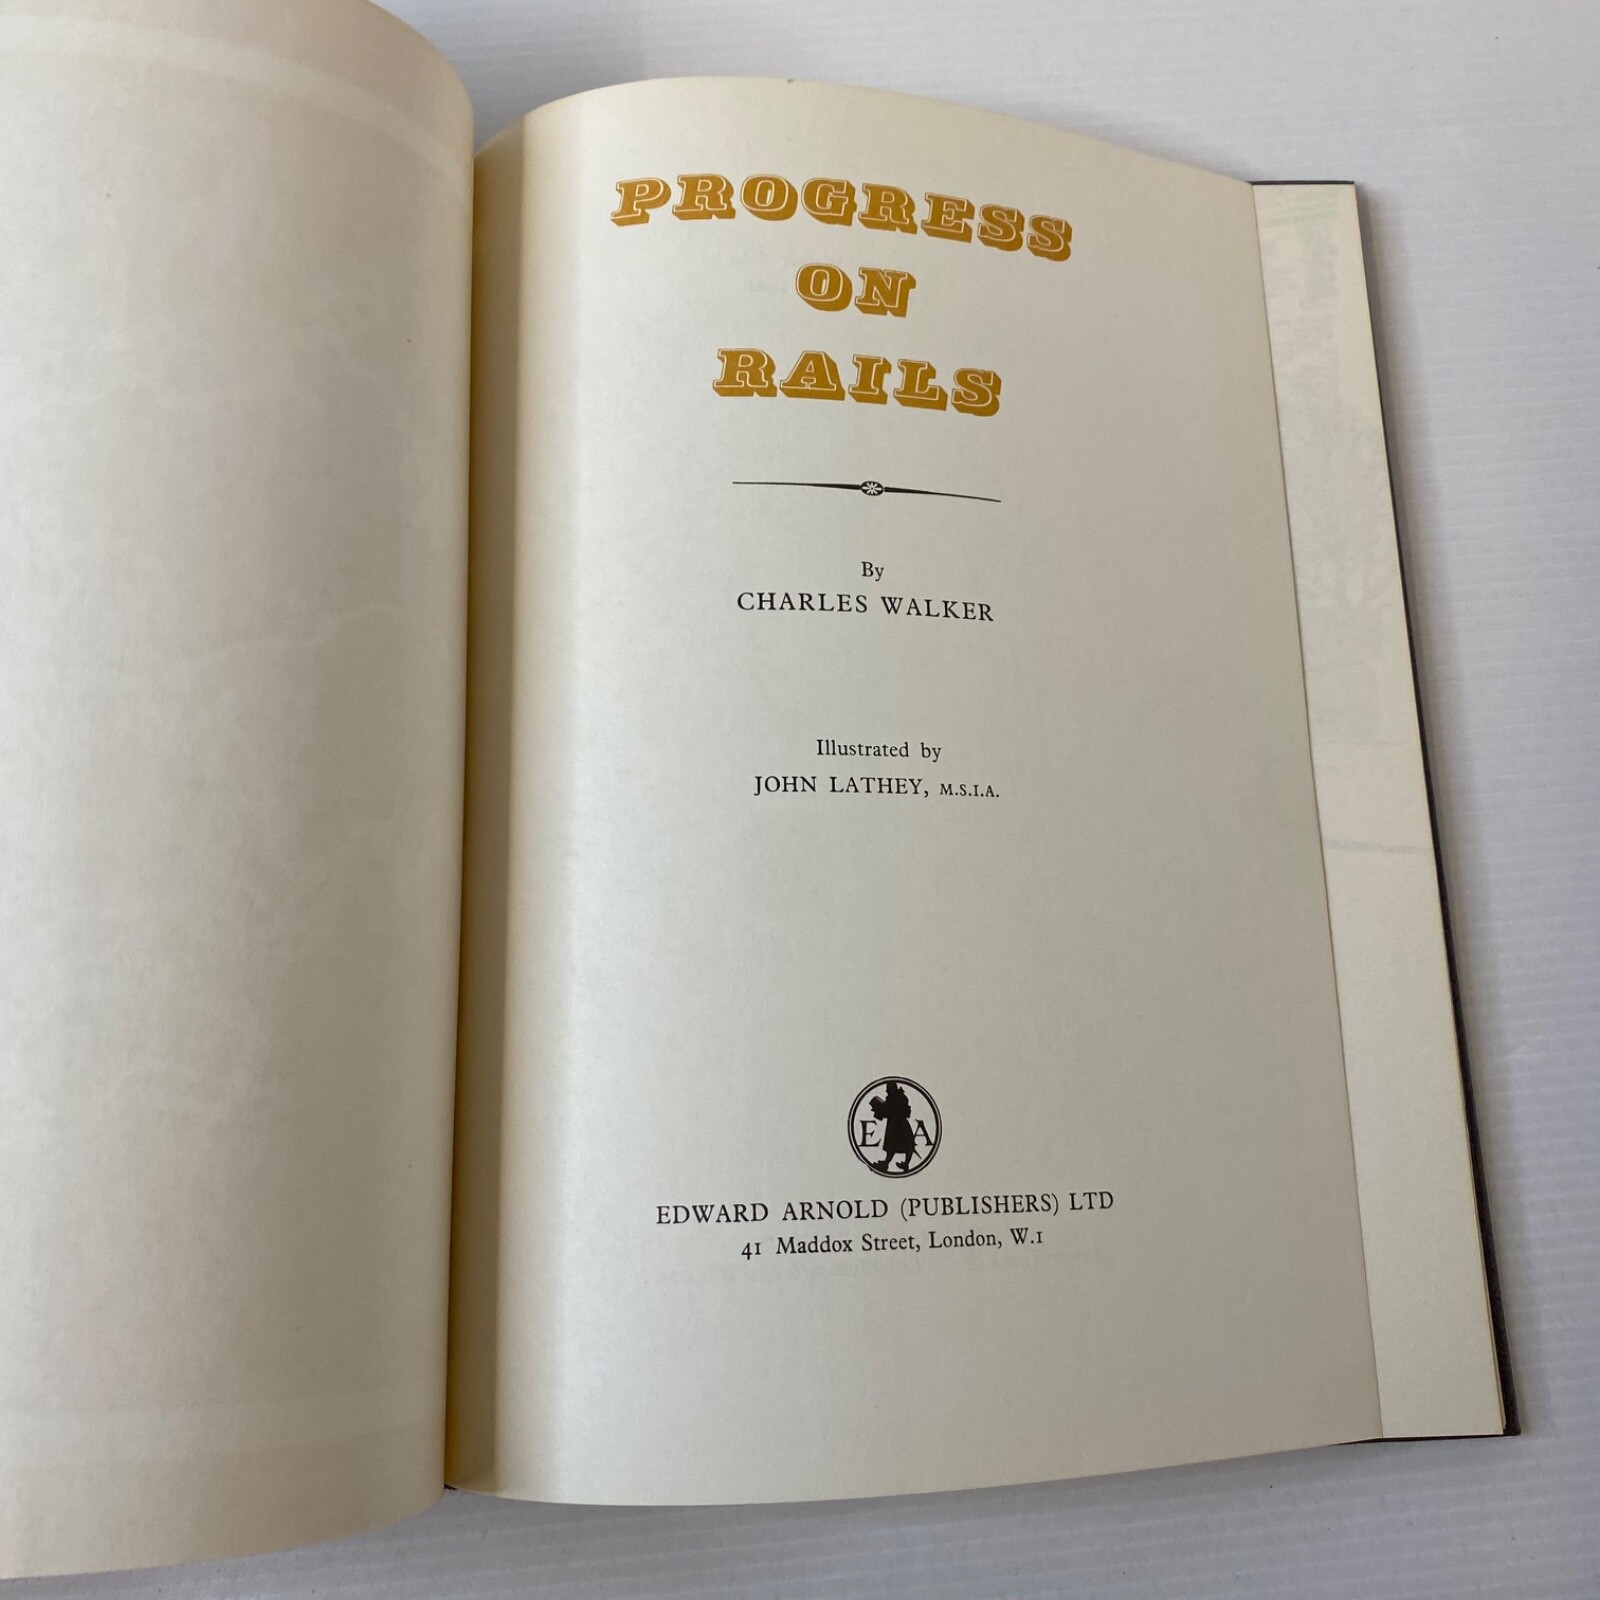 PROGRESS
ON
RAILS
By
CHARLES WALKER
Illustrated by
JOHN LATHEY, M.S.I.A.
E A
EDWARD ARNOLD (PUBLISHERS) LTD
41 Maddox Street, London, W.1